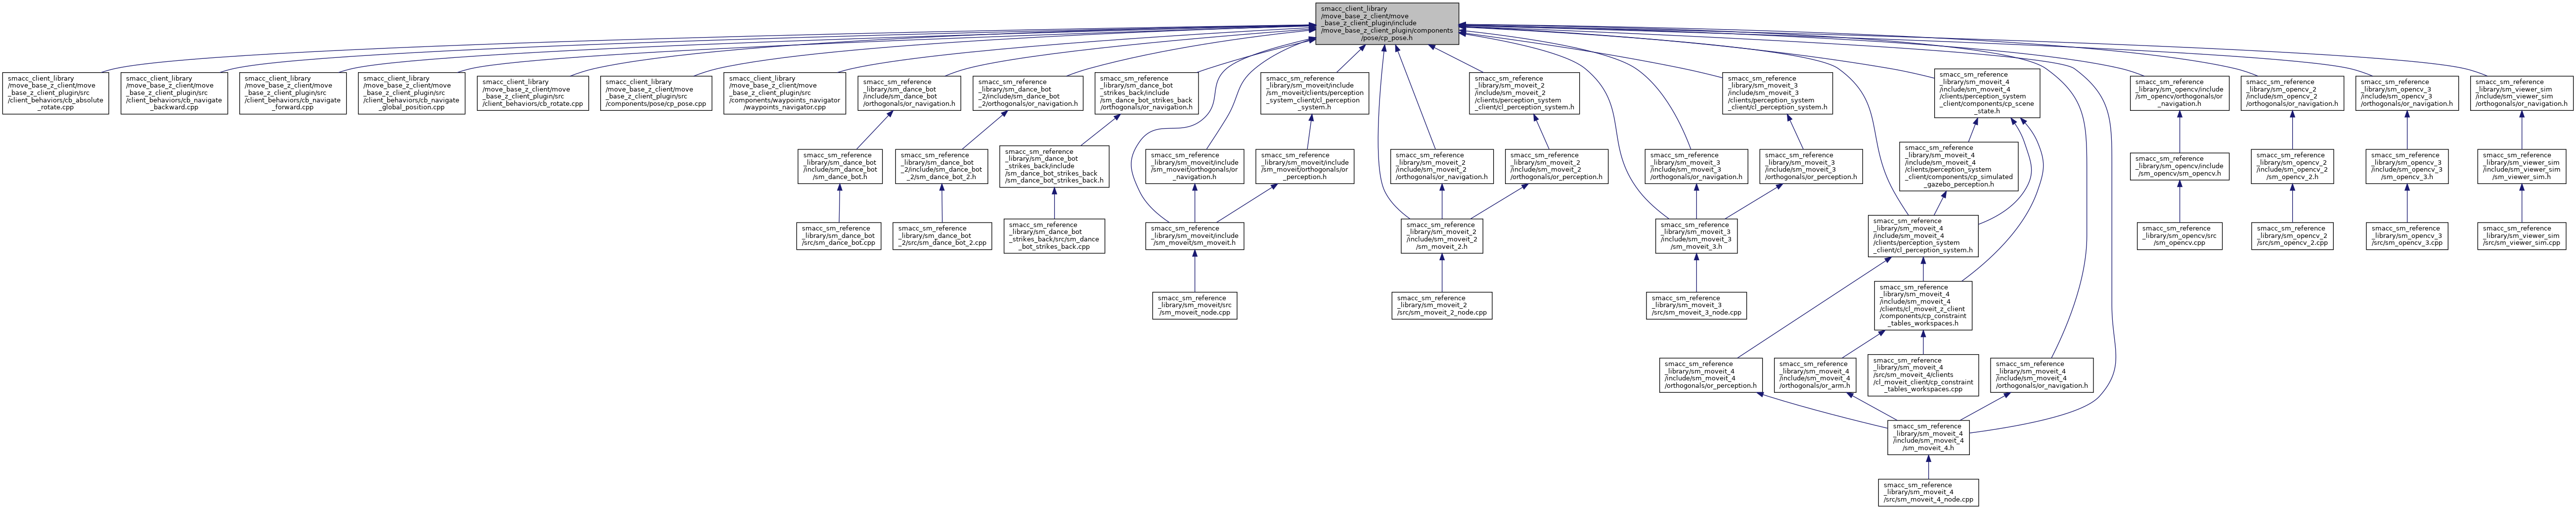 smacc_client_library
/move_base_z_client/move
_base_z_client_plugin/include
/move_base_z_client_plugin/components
/pose/cp_pose.h
smacc_client_library
/move_base_z_client/move
_base_z_client_plugin/src
/client_behaviors/cb_absolute
_rotate.cpp
smacc_client_library
/move_base_z_client/move
_base_z_client_plugin/src
/client_behaviors/cb_navigate
_backward.cpp
smacc_client_library
/move_base_z_client/move
_base_z_client_plugin/src
/client_behaviors/cb_navigate
_forward.cpp
smacc_client_library
/move_base_z_client/move
_base_z_client_plugin/src
/client_behaviors/cb_navigate
_global_position.cpp
smacc_client_library
/move_base_z_client/move
_base_z_client_plugin/src
/client_behaviors/cb_rotate.cpp
smacc_client_library
/move_base_z_client/move
_base_z_client_plugin/src
/components/pose/cp_pose.cpp
smacc_client_library
/move_base_z_client/move
_base_z_client_plugin/src
/components/waypoints_navigator
/waypoints_navigator.cpp
smacc_sm_reference
_library/sm_dance_bot
/include/sm_dance_bot
/orthogonals/or_navigation.h
smacc_sm_reference
_library/sm_dance_bot
_2/include/sm_dance_bot
_2/orthogonals/or_navigation.h
smacc_sm_reference
_library/sm_dance_bot
_strikes_back/include
/sm_dance_bot_strikes_back
/orthogonals/or_navigation.h
smacc_sm_reference
_library/sm_moveit/include
/sm_moveit/clients/perception
_system_client/cl_perception
_system.h
smacc_sm_reference
_library/sm_moveit_2
/include/sm_moveit_2
/clients/perception_system
_client/cl_perception_system.h
smacc_sm_reference
_library/sm_moveit_3
/include/sm_moveit_3
/clients/perception_system
_client/cl_perception_system.h
smacc_sm_reference
_library/sm_moveit_4
/include/sm_moveit_4
/clients/perception_system
_client/components/cp_scene
_state.h
smacc_sm_reference
_library/sm_opencv/include
/sm_opencv/orthogonals/or
_navigation.h
smacc_sm_reference
_library/sm_opencv_2
/include/sm_opencv_2
/orthogonals/or_navigation.h
smacc_sm_reference
_library/sm_opencv_3
/include/sm_opencv_3
/orthogonals/or_navigation.h
smacc_sm_reference
_library/sm_viewer_sim
/include/sm_viewer_sim
/orthogonals/or_navigation.h
smacc_sm_reference
_library/sm_dance_bot
/include/sm_dance_bot
/sm_dance_bot.h
smacc_sm_reference
_library/sm_dance_bot
_2/include/sm_dance_bot
_2/sm_dance_bot_2.h
smacc_sm_reference
_library/sm_dance_bot
_strikes_back/include
/sm_dance_bot_strikes_back
/sm_dance_bot_strikes_back.h
smacc_sm_reference
_library/sm_moveit/include
/sm_moveit/orthogonals/or
_navigation.h
smacc_sm_reference
_library/sm_moveit/include
/sm_moveit/orthogonals/or
_perception.h
smacc_sm_reference
_library/sm_moveit_2
/include/sm_moveit_2
/orthogonals/or_navigation.h
smacc_sm_reference
_library/sm_moveit_2
/include/sm_moveit_2
/orthogonals/or_perception.h
smacc_sm_reference
_library/sm_moveit_3
/include/sm_moveit_3
/orthogonals/or_navigation.h
smacc_sm_reference
_library/sm_moveit_3
/include/sm_moveit_3
/orthogonals/or_perception.h
smacc_sm_reference
_library/sm_moveit_4
/include/sm_moveit_4
/clients/perception_system
_client/components/cp_simulated
_gazebo_perception.h
smacc_sm_reference
_library/sm_opencv/include
/sm_opencv/sm_opencv.h
smacc_sm_reference
_library/sm_opencv_2
/include/sm_opencv_2
/sm_opencv_2.h
smacc_sm_reference
_library/sm_opencv_3
/include/sm_opencv_3
/sm_opencv_3.h
smacc_sm_reference
_library/sm_viewer_sim
/include/sm_viewer_sim
/sm_viewer_sim.h
smacc_sm_reference
_library/sm_dance_bot
/src/sm_dance_bot.cpp
smacc_sm_reference
_library/sm_dance_bot
_2/src/sm_dance_bot_2.cpp
smacc_sm_reference
_library/sm_dance_bot
_strikes_back/src/sm_dance
_bot_strikes_back.cpp
smacc_sm_reference
_library/sm_moveit/include
/sm_moveit/sm_moveit.h
smacc_sm_reference
_library/sm_moveit_2
/include/sm_moveit_2
/sm_moveit_2.h
smacc_sm_reference
_library/sm_moveit_3
/include/sm_moveit_3
/sm_moveit_3.h
smacc_sm_reference
_library/sm_moveit_4
/include/sm_moveit_4
/clients/perception_system
_client/cl_perception_system.h
smacc_sm_reference
_library/sm_opencv/src
/sm_opencv.cpp
smacc_sm_reference
_library/sm_opencv_2
/src/sm_opencv_2.cpp
smacc_sm_reference
_library/sm_opencv_3
/src/sm_opencv_3.cpp
smacc_sm_reference
_library/sm_viewer_sim
/src/sm_viewer_sim.cpp
smacc_sm_reference
_library/sm_moveit/src
/sm_moveit_node.cpp
smacc_sm_reference
_library/sm_moveit_2
/src/sm_moveit_2_node.cpp
smacc_sm_reference
_library/sm_moveit_3
/src/sm_moveit_3_node.cpp
smacc_sm_reference
_library/sm_moveit_4
/include/sm_moveit_4
/clients/cl_moveit_z_client
/components/cp_constraint
_tables_workspaces.h
smacc_sm_reference
_library/sm_moveit_4
/include/sm_moveit_4
/orthogonals/or_perception.h
smacc_sm_reference
_library/sm_moveit_4
/include/sm_moveit_4
/orthogonals/or_arm.h
smacc_sm_reference
_library/sm_moveit_4
/src/sm_moveit_4/clients
/cl_moveit_client/cp_constraint
_tables_workspaces.cpp
smacc_sm_reference
_library/sm_moveit_4
/include/sm_moveit_4
/orthogonals/or_navigation.h
smacc_sm_reference
_library/sm_moveit_4
/include/sm_moveit_4
/sm_moveit_4.h
smacc_sm_reference
_library/sm_moveit_4
/src/sm_moveit_4_node.cpp